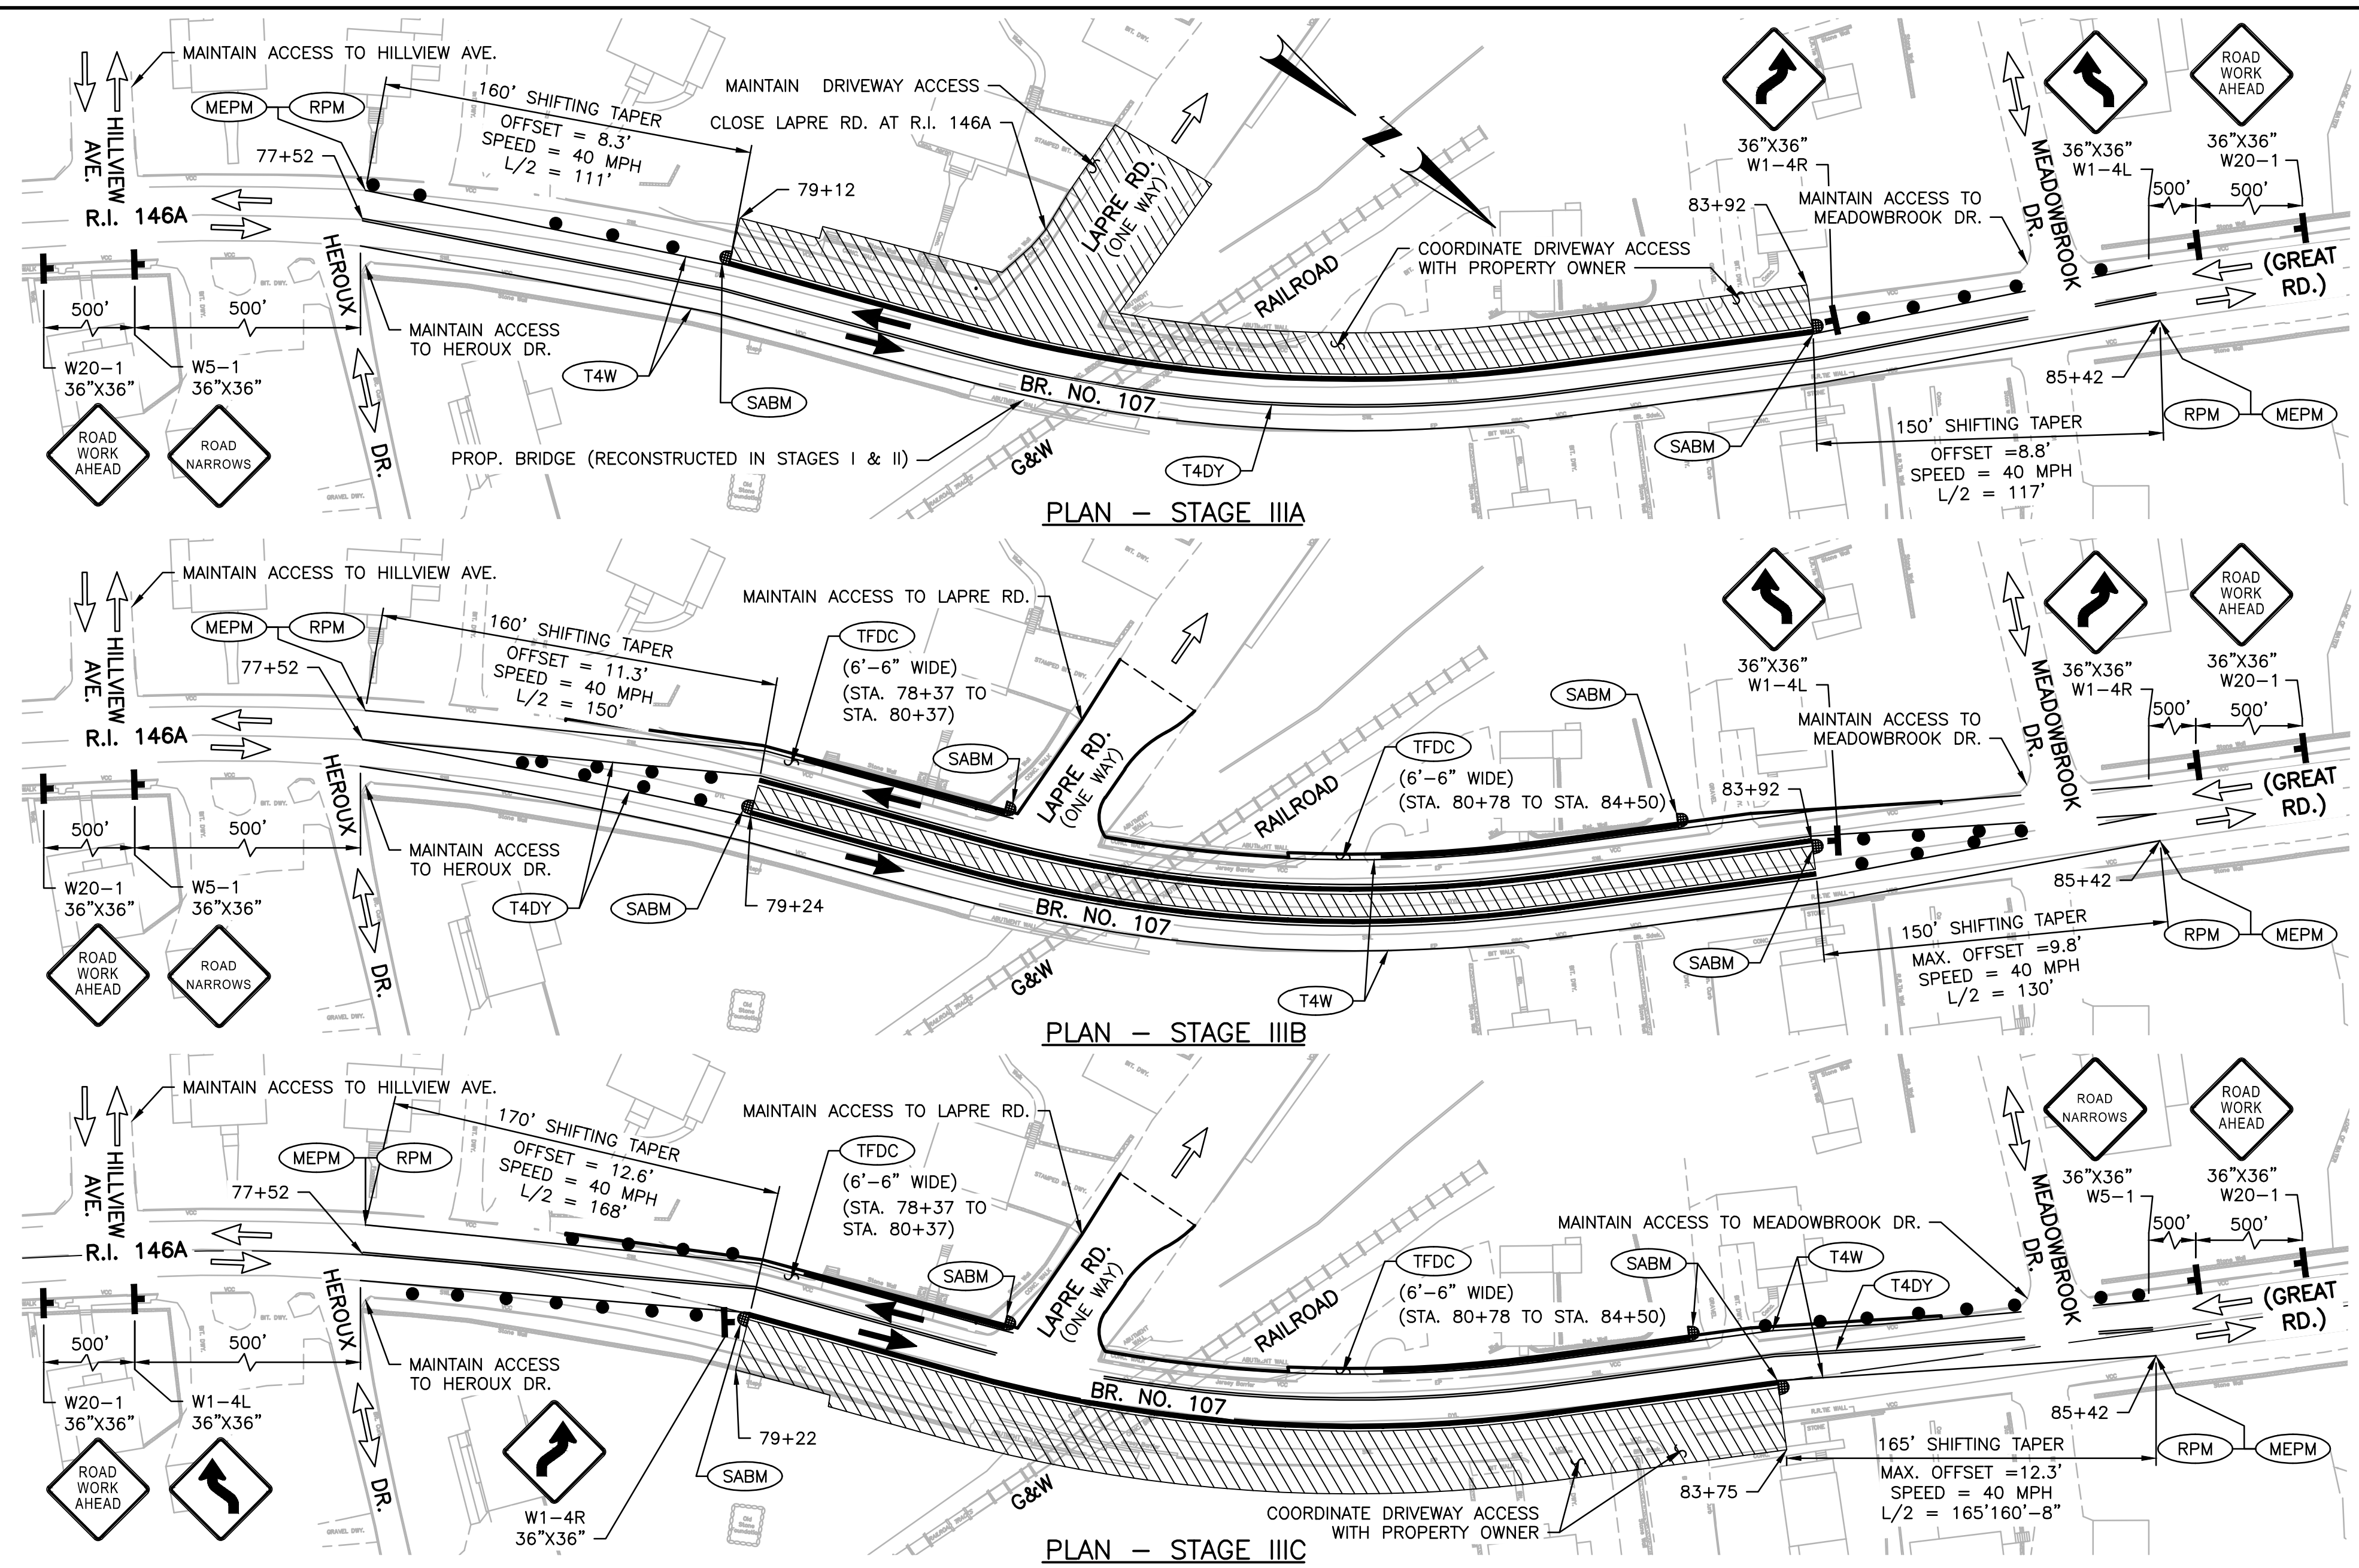 MAINTAIN ACCESS TO HILLVIEW AVE.
HILLVIEW
AVE.
R.I. 146A
MEPM
RPM
77+52
160' SHIFTING TAPER
OFFSET = 8.3'
SPEED = 40 MPH
L/2 = 111'
MAINTAIN DRIVEWAY ACCESS
CLOSE LAPRE RD. AT R.I. 146A
79+12
LAPRE RD.
(ONE WAY)
RAILROAD
COORDINATE DRIVEWAY ACCESS
WITH PROPERTY OWNER
36"X36"
W1-4R
83+92
MAINTAIN ACCESS TO
MEADOWBROOK DR.
MEADOWBROOK
DR.
36"X36"
W1-4L
ROAD
WORK
AHEAD
36"X36"
W20-1
500'
500'
(GREAT
RD.)
HEROUX
DR.
500'
500'
MAINTAIN ACCESS
TO HEROUX DR.
W20-1
36"X36"
W5-1
36"X36"
ROAD
WORK
AHEAD
ROAD
NARROWS
T4W
SABM
BR. NO. 107
PROP. BRIDGE (RECONSTRUCTED IN STAGES I & II)
G&W
T4DY
SABM
85+42
RPM
MEPM
150' SHIFTING TAPER
OFFSET =8.8'
SPEED = 40 MPH
L/2 = 117'
PLAN - STAGE IIIA
MAINTAIN ACCESS TO HILLVIEW AVE.
HILLVIEW
AVE.
R.I. 146A
MEPM
RPM
77+52
160' SHIFTING TAPER
OFFSET = 11.3'
SPEED = 40 MPH
L/2 = 150'
MAINTAIN ACCESS TO LAPRE RD.
TFDC
(6'-6" WIDE)
(STA. 78+37 TO
STA. 80+37)
SABM
LAPRE RD.
(ONE WAY)
RAILROAD
SABM
TFDC
(6'-6" WIDE)
(STA. 80+78 TO STA. 84+50)
36"X36"
W1-4L
83+92
MAINTAIN ACCESS TO
MEADOWBROOK DR.
MEADOWBROOK
DR.
36"X36"
W1-4R
ROAD
WORK
AHEAD
36"X36"
W20-1
500'
500'
(GREAT
RD.)
HEROUX
DR.
500'
500'
MAINTAIN ACCESS
TO HEROUX DR.
W20-1
36"X36"
W5-1
36"X36"
ROAD
WORK
AHEAD
ROAD
NARROWS
T4DY
SABM
79+24
BR. NO. 107
G&W
T4W
SABM
85+42
RPM
MEPM
150' SHIFTING TAPER
MAX. OFFSET =9.8'
SPEED = 40 MPH
L/2 = 130'
PLAN - STAGE IIIB
MAINTAIN ACCESS TO HILLVIEW AVE.
HILLVIEW
AVE.
R.I. 146A
MEPM
RPM
77+52
170' SHIFTING TAPER
OFFSET = 12.6'
SPEED = 40 MPH
L/2 = 168'
MAINTAIN ACCESS TO LAPRE RD.
TFDC
(6'-6" WIDE)
(STA. 78+37 TO
STA. 80+37)
SABM
LAPRE RD.
(ONE WAY)
RAILROAD
TFDC
(6'-6" WIDE)
(STA. 80+78 TO STA. 84+50)
MAINTAIN ACCESS TO MEADOWBROOK DR.
SABM
T4W
T4DY
MEADOWBROOK
DR.
ROAD
NARROWS
36"X36"
W5-1
ROAD
WORK
AHEAD
36"X36"
W20-1
500'
500'
(GREAT
RD.)
HEROUX
DR.
500'
500'
MAINTAIN ACCESS
TO HEROUX DR.
W20-1
36"X36"
W1-4L
36"X36"
ROAD
WORK
AHEAD
W1-4R
36"X36"
79+22
SABM
BR. NO. 107
G&W
COORDINATE DRIVEWAY ACCESS
WITH PROPERTY OWNER
83+75
85+42
RPM
MEPM
165' SHIFTING TAPER
MAX. OFFSET =12.3'
SPEED = 40 MPH
L/2 = 165'160'-8"
PLAN - STAGE IIIC